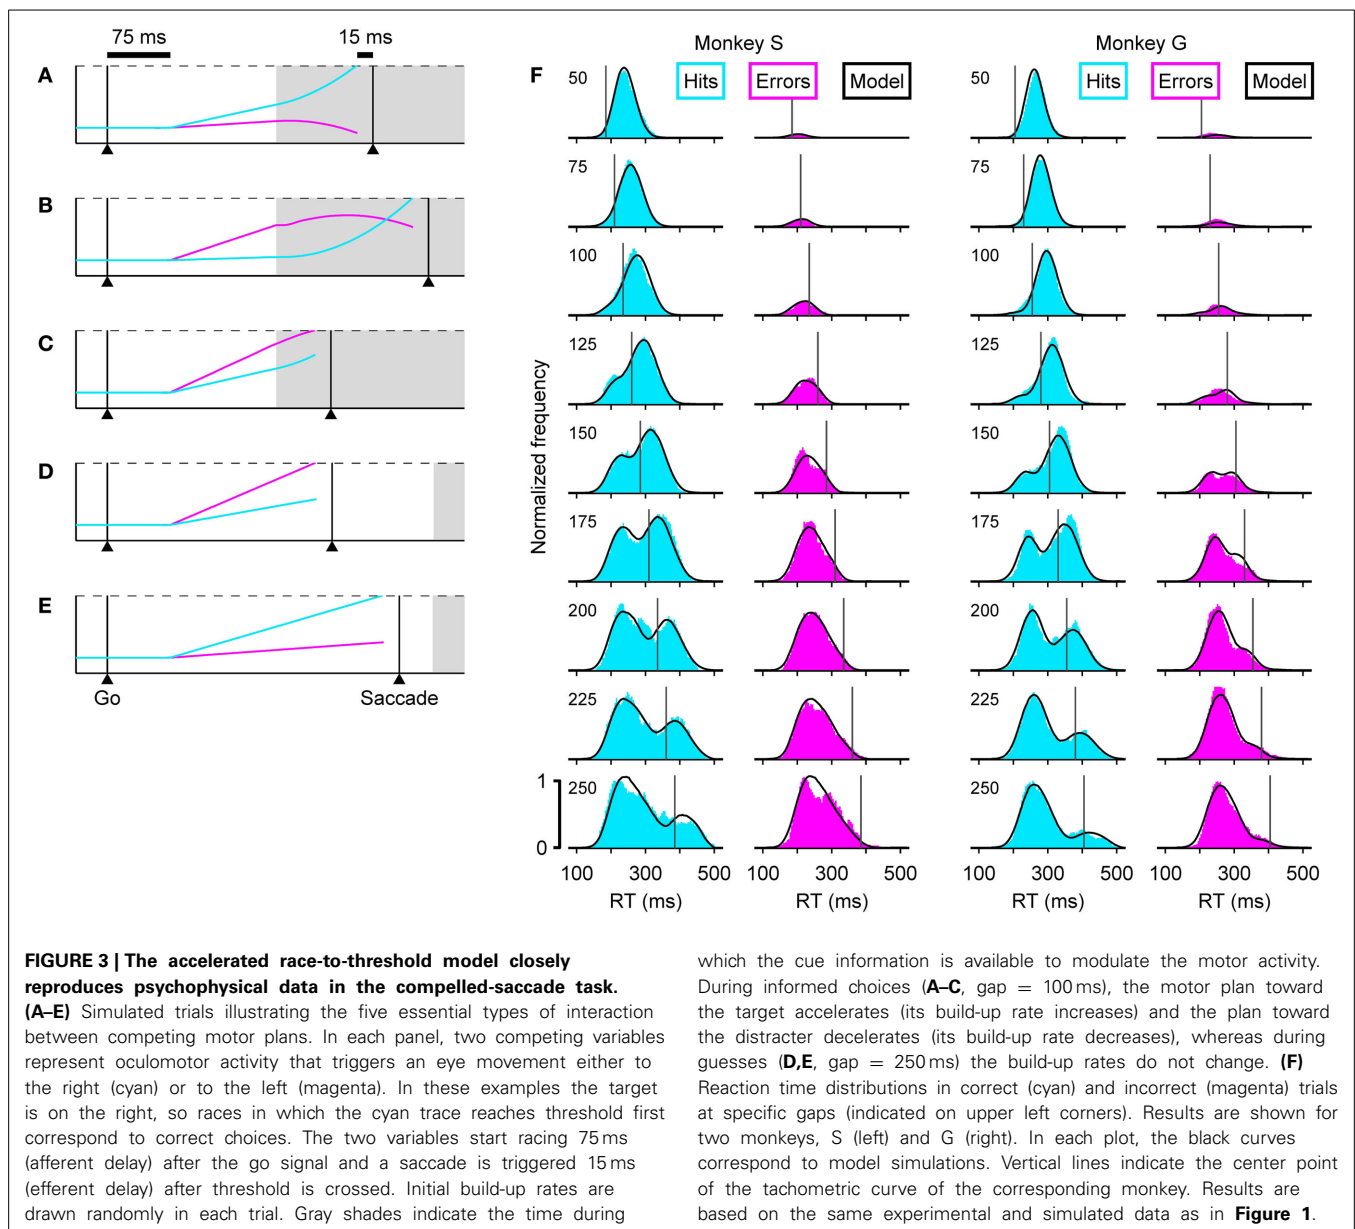 75 ms
15 ms
A
B
C
D
E
Go
Saccade
F
Monkey S
Monkey G
Hits
Errors
Model
Hits
Errors
Model
Normalized frequency
50
50
75
75
100
100
125
125
150
150
175
175
200
200
225
225
250
250
1
0
100 300 500
100 300 500
100 300 500
100 300 500
RT (ms)
RT (ms)
RT (ms)
RT (ms)
FIGURE 3 | The accelerated race-to-threshold model closely
reproduces psychophysical data in the compelled-saccade task.
(A–E) Simulated trials illustrating the five essential types of interaction
between competing motor plans. In each panel, two competing variables
represent oculomotor activity that triggers an eye movement either to
the right (cyan) or to the left (magenta). In these examples the target
is on the right, so races in which the cyan trace reaches threshold first
correspond to correct choices. The two variables start racing 75 ms
(afferent delay) after the go signal and a saccade is triggered 15 ms
(efferent delay) after threshold is crossed. Initial build-up rates are
drawn randomly in each trial. Gray shades indicate the time during
which the cue information is available to modulate the motor activity.
During informed choices (A–C, gap = 100 ms), the motor plan toward
the target accelerates (its build-up rate increases) and the plan toward
the distracter decelerates (its build-up rate decreases), whereas during
guesses (D,E, gap = 250 ms) the build-up rates do not change. (F)
Reaction time distributions in correct (cyan) and incorrect (magenta) trials
at specific gaps (indicated on upper left corners). Results are shown for
two monkeys, S (left) and G (right). In each plot, the black curves
correspond to model simulations. Vertical lines indicate the center point
of the tachometric curve of the corresponding monkey. Results are
based on the same experimental and simulated data as in Figure 1.